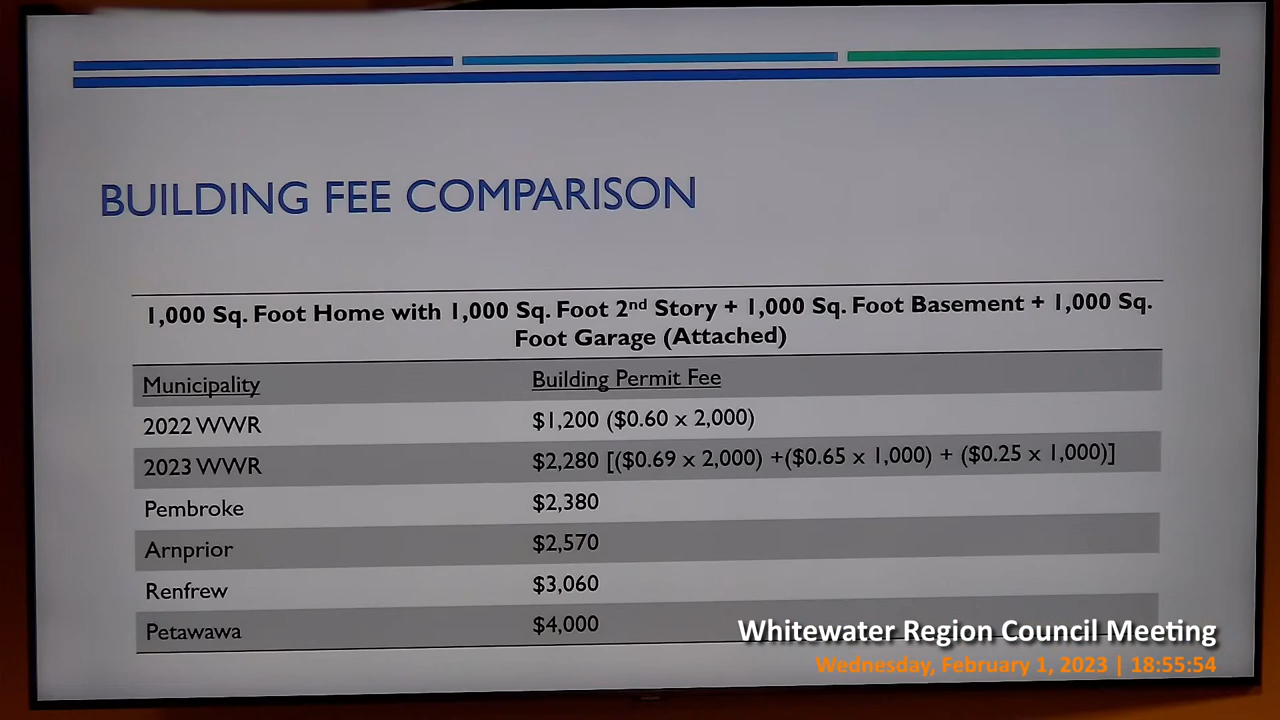 BUILDING FEE COMPARISON
1,000 Sq. Foot Home with 1,000 Sq. Foot 2nd Story + 1,000 Sq. Foot Basement + 1,000 Sq.
Foot Garage (Attached)
Municipality Building Permit Fee
2022 WWR $1,200 ($0.60 x 2,000)
2023 WWR $2,280 [($0.69 x 2,000) +($0.65 x 1,000) + ($0.25 x 1,000)]
Pembroke $2,380
Arnprior $2,570
Renfrew $3,060
Petawawa $4,000
Whitewater Region Council Meeting
Wednesday, February 1, 2023 | 18:55:54